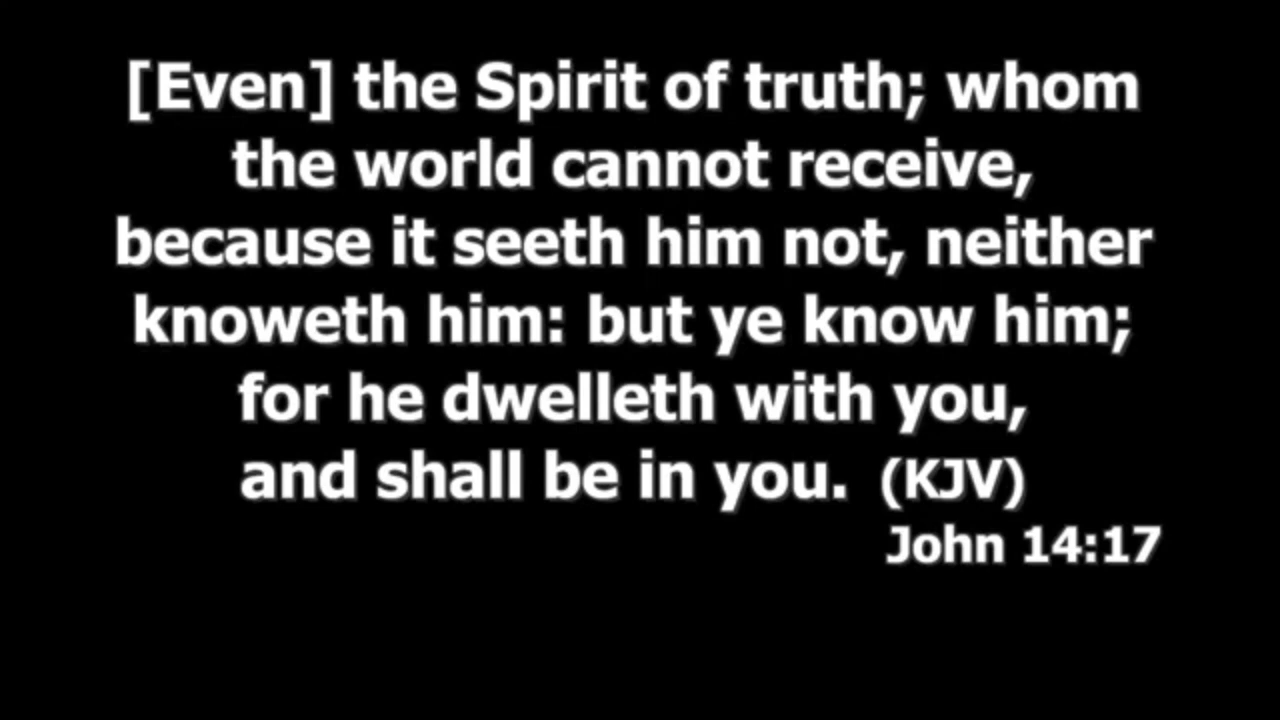 [Even] the Spirit of truth; whom
the world cannot receive,
because it seeth him not, neither
knoweth him: but ye know him;
for he dwelleth with you,
and shall be in you. (KJV)
John 14:17